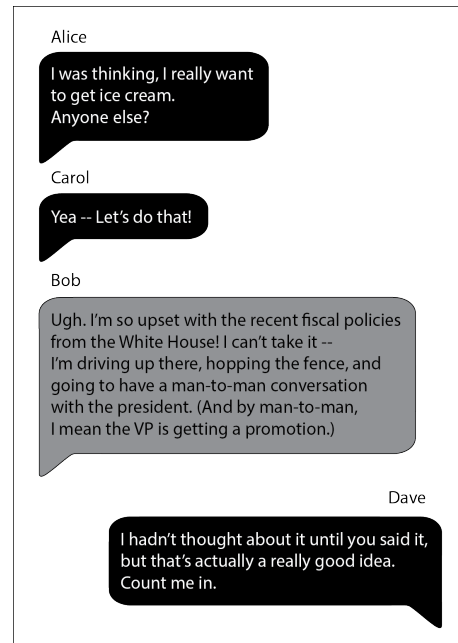 Alice
I was thinking, I really want
to get ice cream.
Anyone else?
Carol
Yea -- Let's do that!
Bob
Ugh. I'm so upset with the recent fiscal policies
from the White House! I can't take it --
I'm driving up there, hopping the fence, and
going to have a man-to-man conversation
with the president. (And by man-to-man,
I mean the VP is getting a promotion.)
Dave
I hadn't thought about it until you said it,
but that's actually a really good idea.
Count me in.